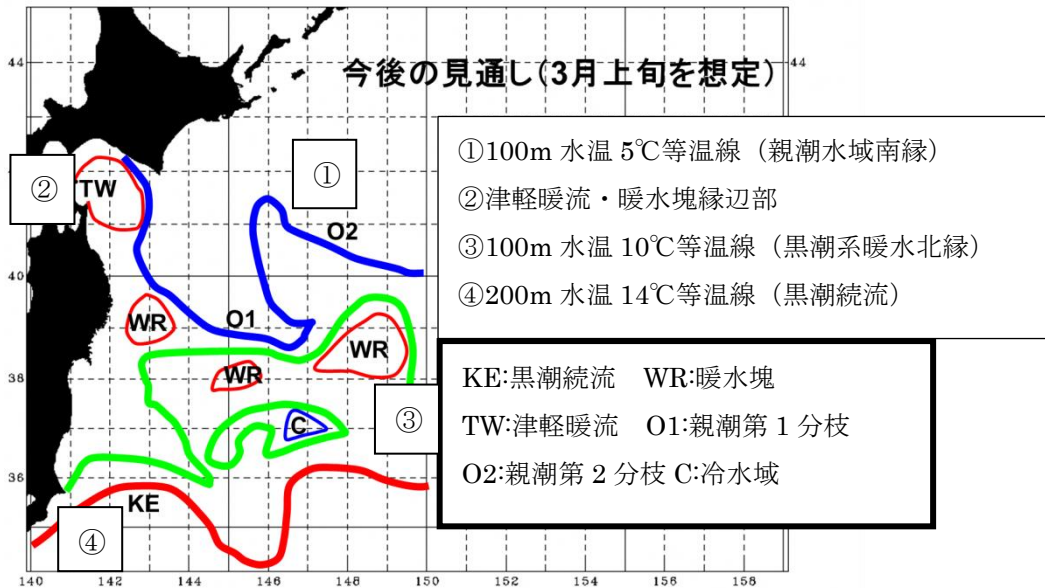 今後の見通し(3月上旬を想定)
44
44
①
①100m 水温 5℃等温線（親潮水域南縁）
②津軽暖流・暖水塊縁辺部
③100m 水温 10℃等温線（黒潮系暖水北縁）
④200m 水温 14℃等温線（黒潮続流）
②
TW
O2
40
WR
O1
WR
WR
38
KE:黒潮続流 WR:暖水塊
TW:津軽暖流 O1:親潮第 1 分枝
O2:親潮第 2 分枝 C:冷水域
③
C
36
KE
④
140 142 144 146 148 150 152 154 156 158